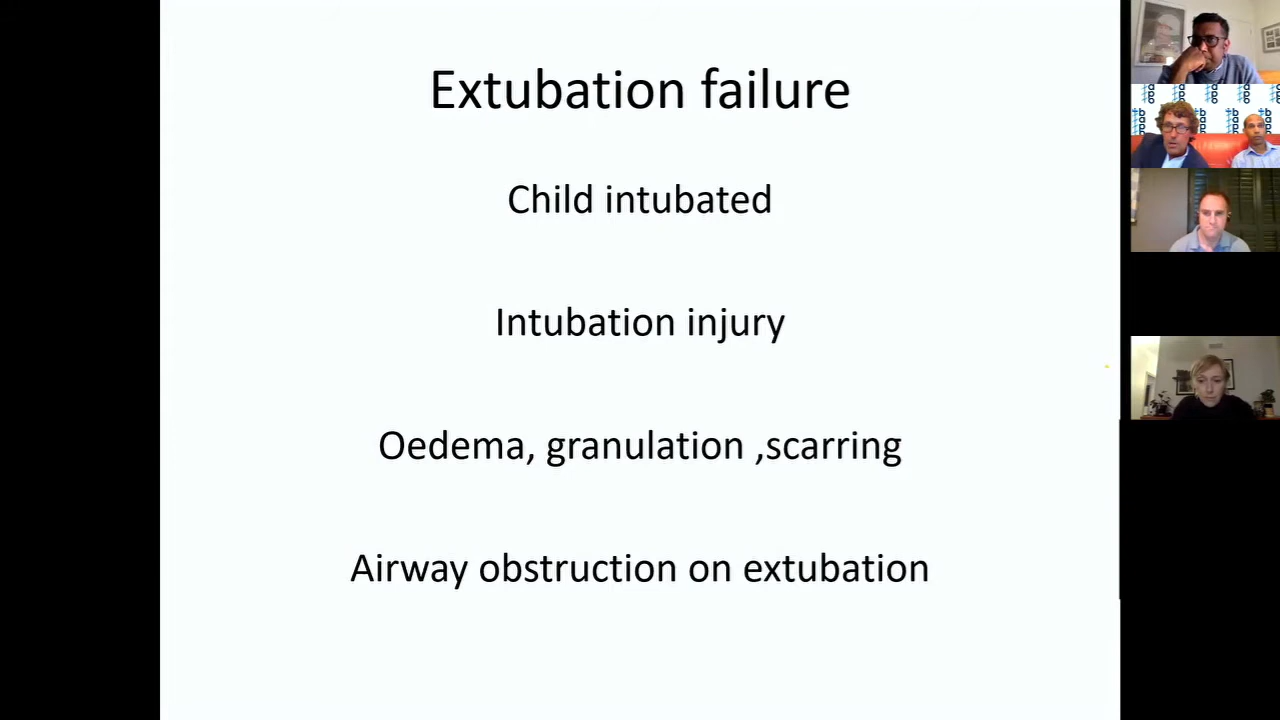 Extubation failure
Child intubated
Intubation injury
Oedema, granulation ,scarring
Airway obstruction on extubation